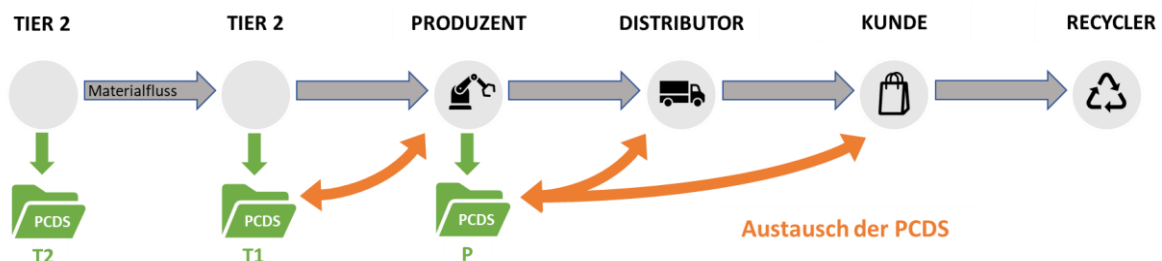 TIER 2 TIER 2 PRODUZENT DISTRIBUTOR KUNDE RECYCLER
Materialfluss
PCDS PCDS PCDS
T2 T1 P
Austausch der PCDS